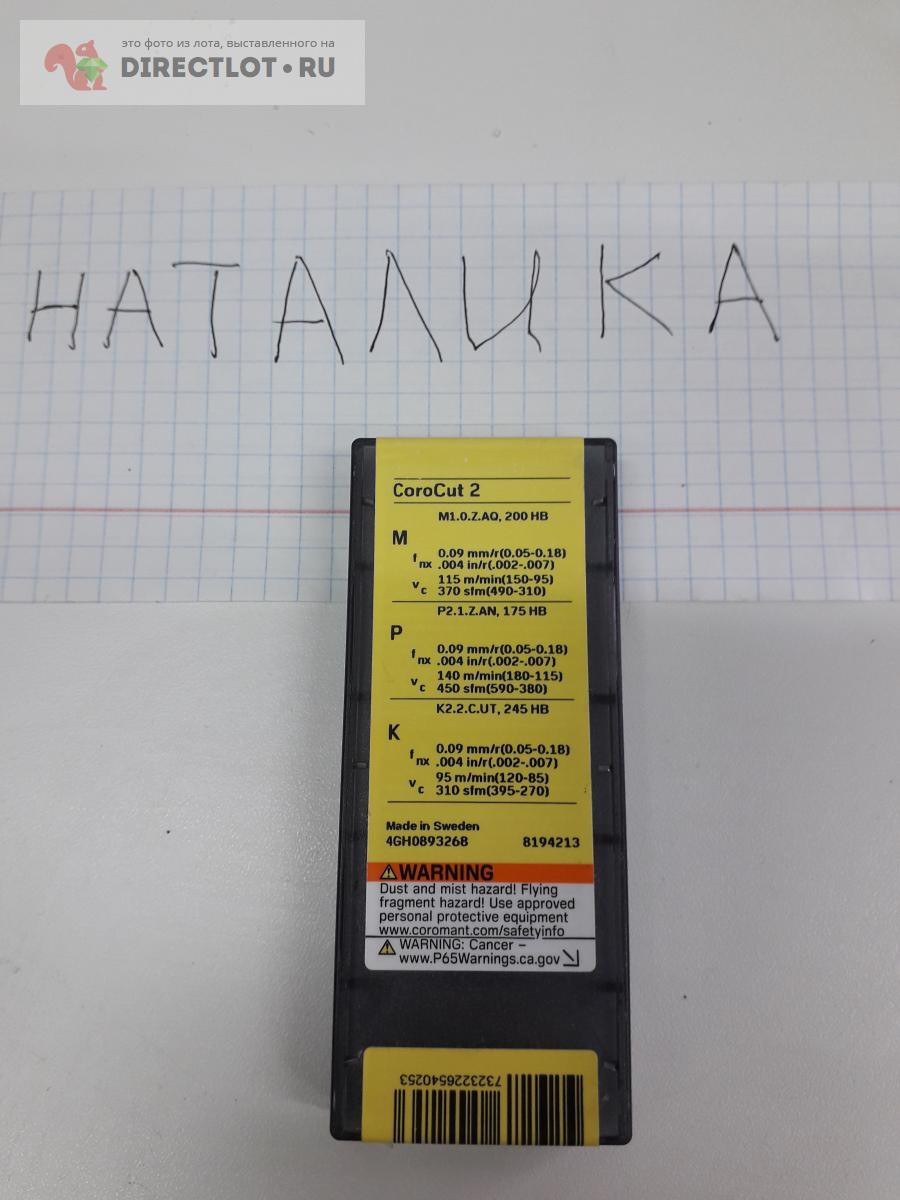 это фото из лота, выставленного на
DIRECTLOT.RU
НАТАЛИКА
CoroCut 2
M1.0.Z.AQ, 200 HB
M
fnx 0.09 mm/r(0.05-0.18)
.004 in/r(.002-.007)
vc 115 m/min(150-95)
370 sfm(490-310)
P2.1.Z.AN, 175 HB
P
fnx 0.09 mm/r(0.05-0.18)
.004 in/r(.002-.007)
vc 140 m/min(180-115)
450 sfm(590-380)
K2.2.C.UT, 245 HB
K
fnx 0.09 mm/r(0.05-0.18)
.004 in/r(.002-.007)
vc 95 m/min(120-85)
310 sfm(395-270)
Made in Sweden
4GH0893268 8194213
WARNING
Dust and mist hazard! Flying
fragment hazard! Use approved
personal protective equipment
www.coromant.com/safetyinfo
WARNING: Cancer –
www.P65Warnings.ca.gov
7323226540253